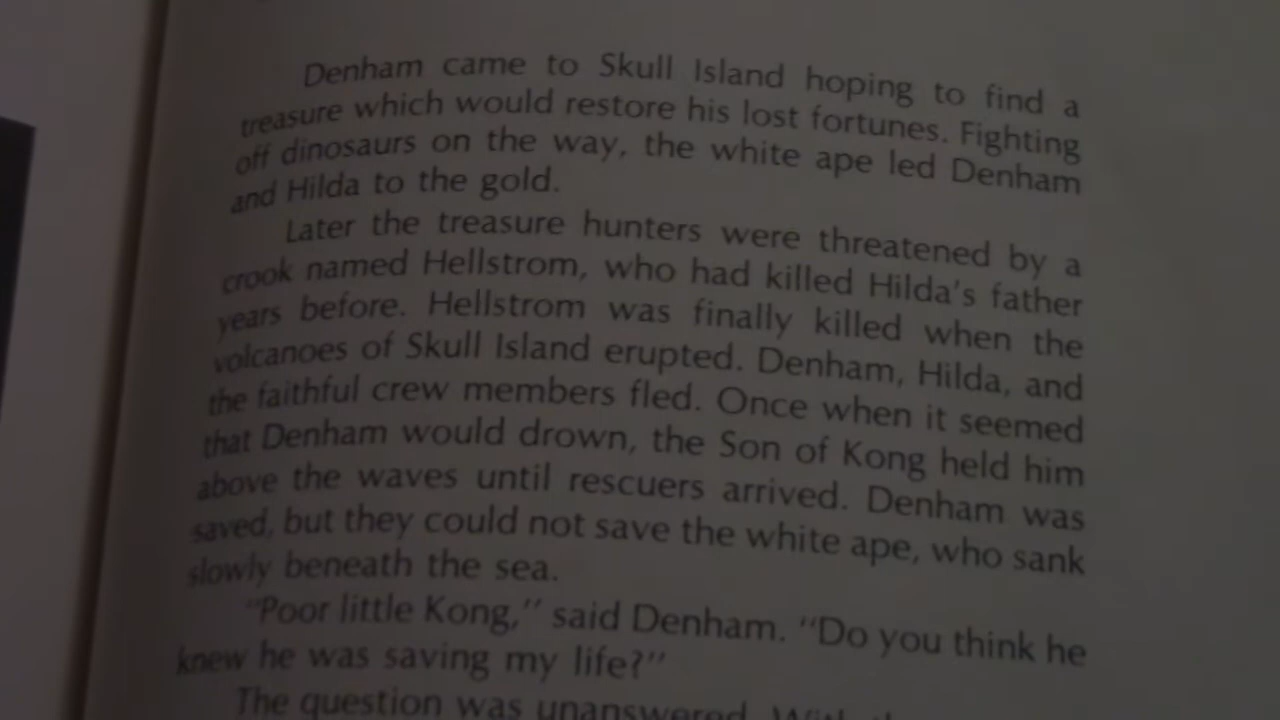 Denham came to Skull Island hoping to find a
treasure which would restore his lost fortunes. Fighting
off dinosaurs on the way, the white ape led Denham
and Hilda to the gold.
Later the treasure hunters were threatened by a
crook named Hellstrom, who had killed Hilda's father
years before. Hellstrom was finally killed when the
volcanoes of Skull Island erupted. Denham, Hilda, and
the faithful crew members fled. Once when it seemed
that Denham would drown, the Son of Kong held him
above the waves until rescuers arrived. Denham was
saved, but they could not save the white ape, who sank
slowly beneath the sea.
"Poor little Kong," said Denham. "Do you think he
knew he was saving my life?"
The question was unanswered. With